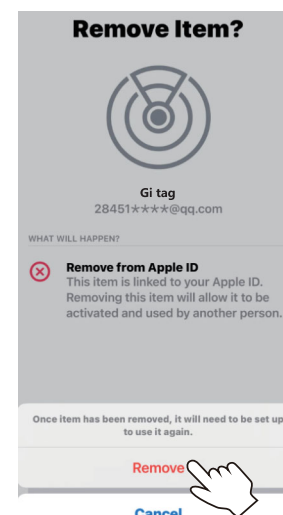 Remove Item?
Gi tag
28451****@qq.com
WHAT WILL HAPPEN?
Remove from Apple ID
This item is linked to your Apple ID.
Removing this item will allow it to be
activated and used by another person.
Once item has been removed, it will need to be set up
to use it again.
Remove
Cancel